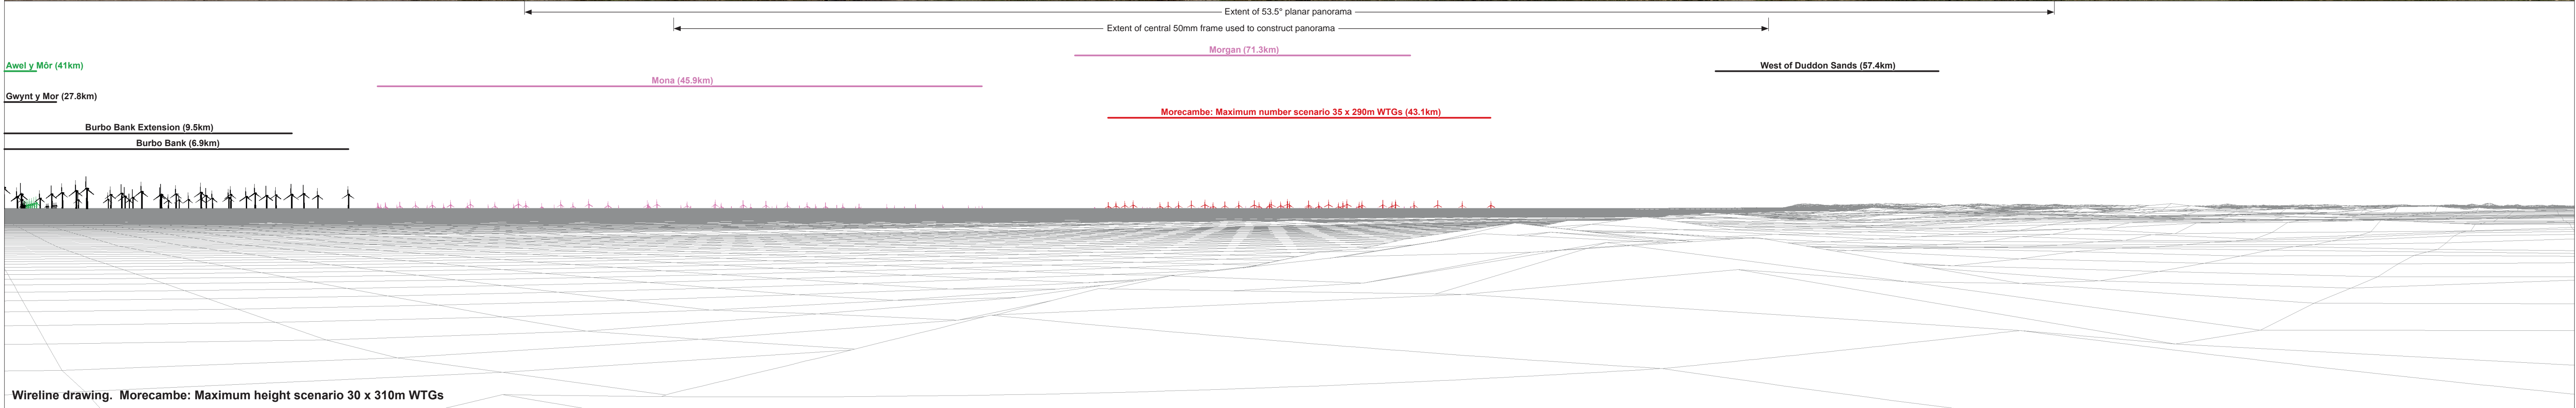 Extent of 53.5° planar panorama
Extent of central 50mm frame used to construct panorama
Morgan (71.3km)
Awel y Môr (41km)
West of Duddon Sands (57.4km)
Mona (45.9km)
Gwynt y Mor (27.8km)
Morecambe: Maximum number scenario 35 x 290m WTGs (43.1km)
Burbo Bank Extension (9.5km)
Burbo Bank (6.9km)
Wireline drawing. Morecambe: Maximum height scenario 30 x 310m WTGs